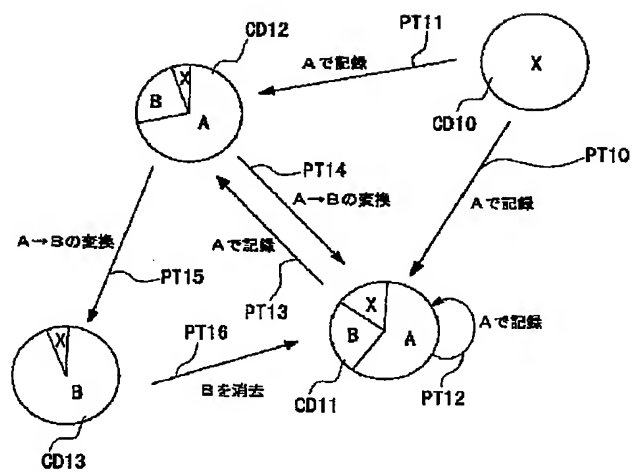 CD12
PT11
Aで記録
X
B
A
X
CD10
PT14
A→Bの変換
PT10
Aで記録
A→Bの変換
PT15
Aで記録
PT13
X
B
A
Aで記録
PT12
CD11
X
B
PT16
Bを消去
CD13